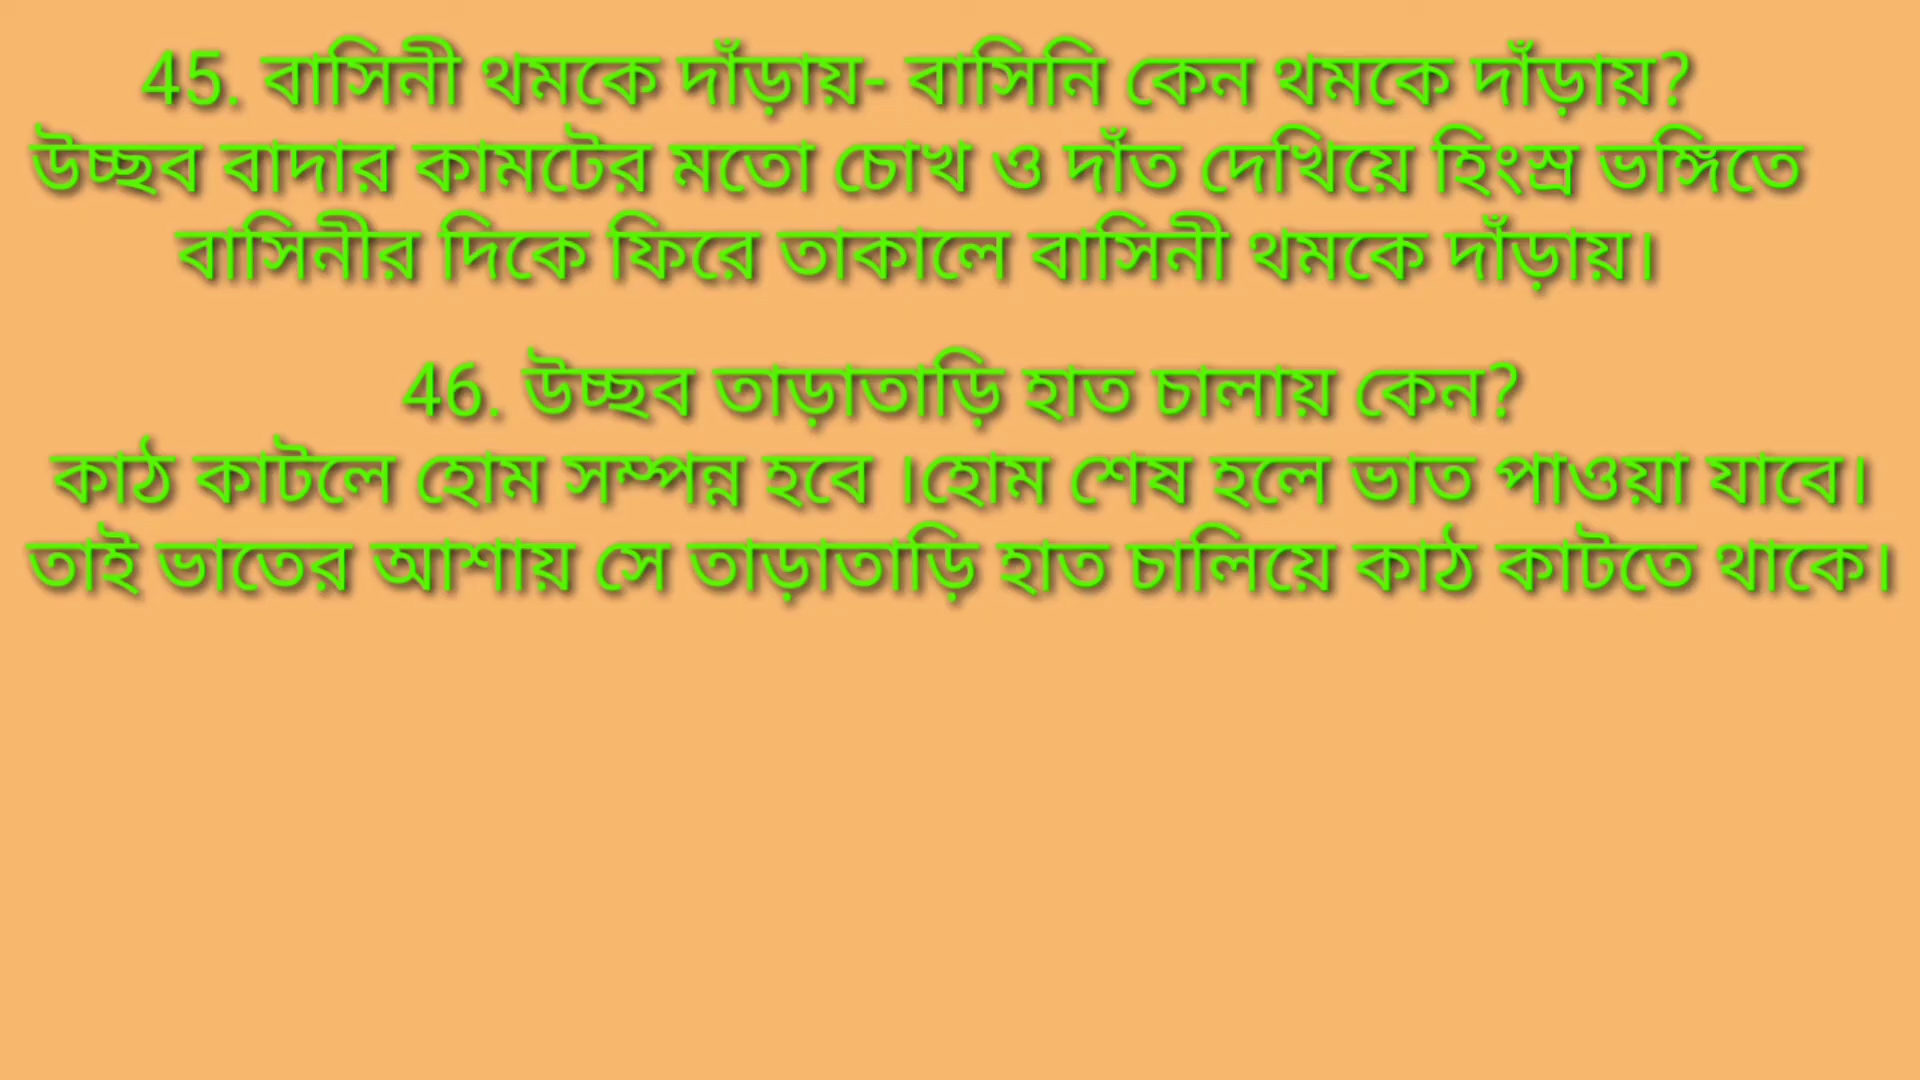 45. বাসিনী থমকে দাঁড়ায়- বাসিনি কেন থমকে দাঁড়ায়?
উচ্ছব বাদার কামটের মতো চোখ ও দাঁত দেখিয়ে হিংস্র ভঙ্গিতে
বাসিনীর দিকে ফিরে তাকালে বাসিনী থমকে দাঁড়ায়।
46. উচ্ছব তাড়াতাড়ি হাত চালায় কেন?
কাঠ কাটলে হোম সম্পন্ন হবে ।হোম শেষ হলে ভাত পাওয়া যাবে।
তাই ভাতের আশায় সে তাড়াতাড়ি হাত চালিয়ে কাঠ কাটতে থাকে।